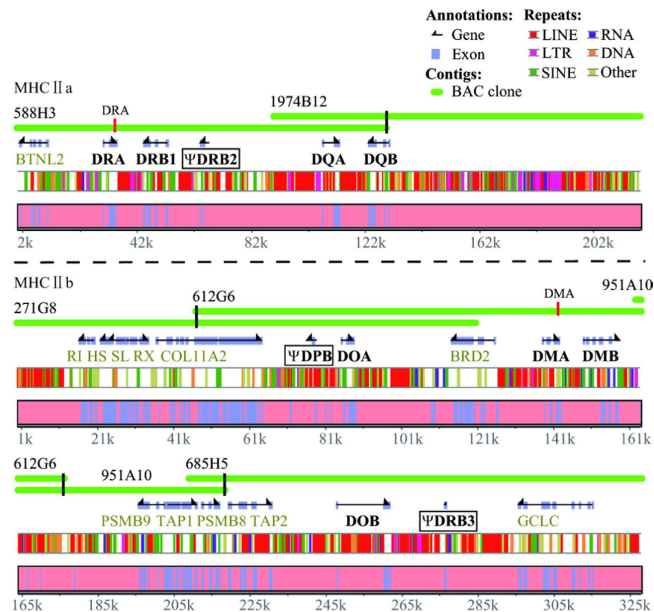 Annotations: Repeats:
Gene LINE RNA
Exon LTR DNA
Contigs: SINE Other
BAC clone
MHC II a
DRA 1974B12
588H3
BTNL2 DRA DRB1 ΨDRB2 DQA DQB
2k 42k 82k 122k 162k 202k
MHC II b
612G6 DMA 951A10
271G8
RI HS SL RX COL11A2 ΨDPB DOA BRD2 DMA DMB
1k 21k 41k 61k 81k 101k 121k 141k 161k
612G6 951A10 685H5
PSMB9 TAP1 PSMB8 TAP2 DOB ΨDRB3 GCLC
165k 185k 205k 225k 245k 265k 285k 305k 325k